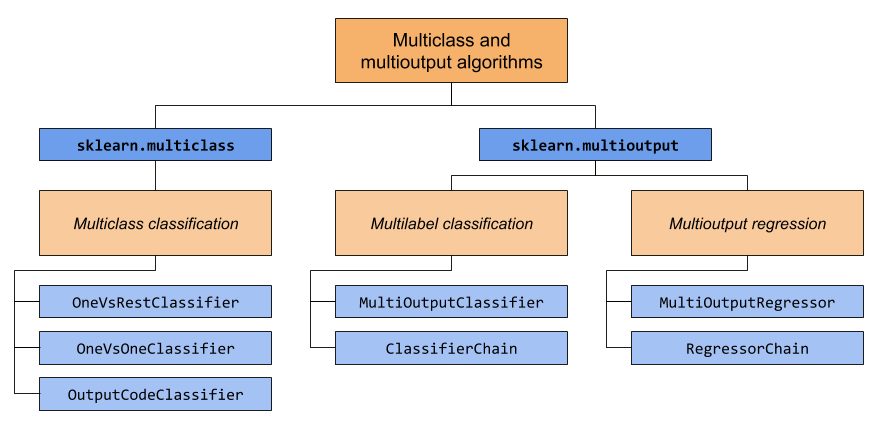 Multiclass and
multioutput algorithms
sklearn.multiclass
sklearn.multioutput
Multiclass classification
Multilabel classification
Multioutput regression
OneVsRestClassifier
MultiOutputClassifier
MultiOutputRegressor
OneVsOneClassifier
ClassifierChain
RegressorChain
OutputCodeClassifier